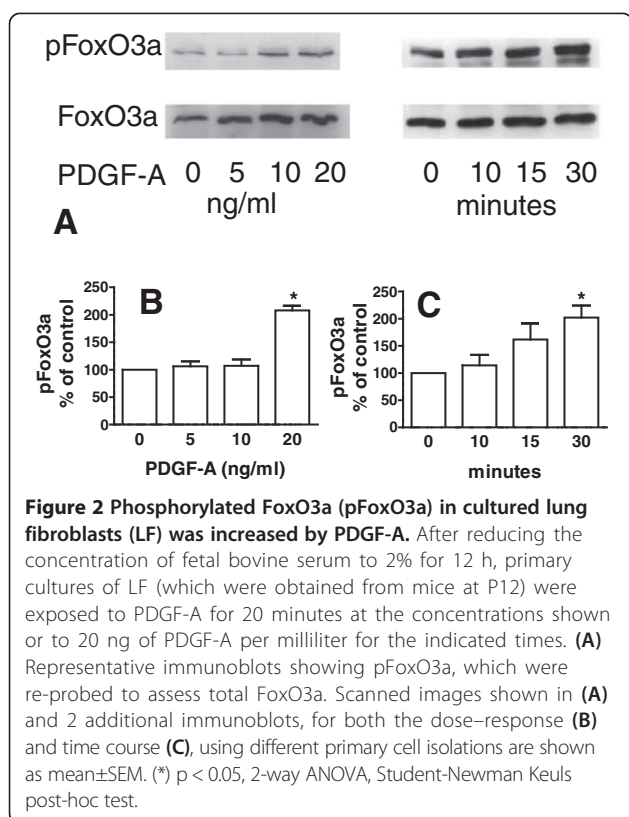 pFoxO3a
FoxO3a
PDGF-A 0 5 10 20 0 10 15 30
ng/ml minutes
A
B
pFoxO3a
% of control
250
200
150
100
50
0
0 5 10 20
PDGF-A (ng/ml)
*
C
pFoxO3a
% of control
250
200
150
100
50
0
0 10 15 30
minutes
*
Figure 2 Phosphorylated FoxO3a (pFoxO3a) in cultured lung
fibroblasts (LF) was increased by PDGF-A. After reducing the
concentration of fetal bovine serum to 2% for 12 h, primary
cultures of LF (which were obtained from mice at P12) were
exposed to PDGF-A for 20 minutes at the concentrations shown
or to 20 ng of PDGF-A per milliliter for the indicated times. (A)
Representative immunoblots showing pFoxO3a, which were
re-probed to assess total FoxO3a. Scanned images shown in (A)
and 2 additional immunoblots, for both the dose–response (B)
and time course (C), using different primary cell isolations are shown
as mean±SEM. (*) p < 0.05, 2-way ANOVA, Student-Newman Keuls
post-hoc test.